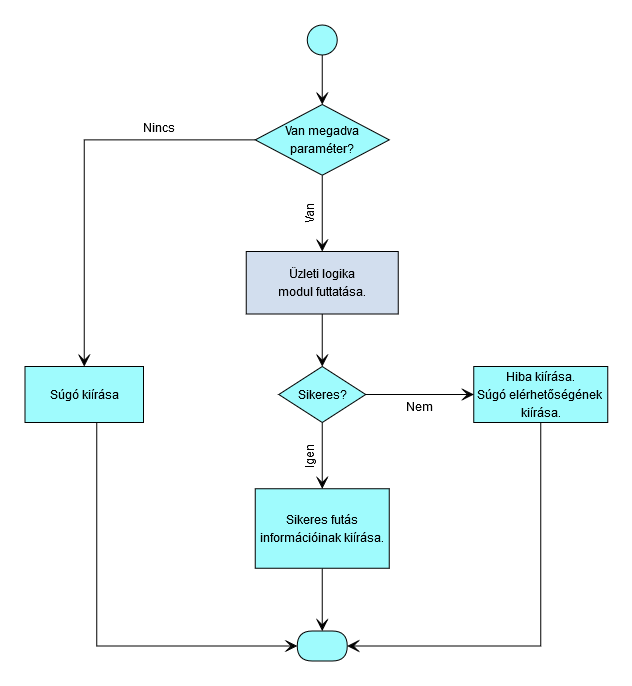 Nincs
Van megadva
paraméter?
Van
Üzleti logika
modul futtatása.
Súgó kiírása
Sikeres?
Nem
Hiba kiírása.
Súgó elérhetőségének
kiírása.
Igen
Sikeres futás
információinak kiírása.